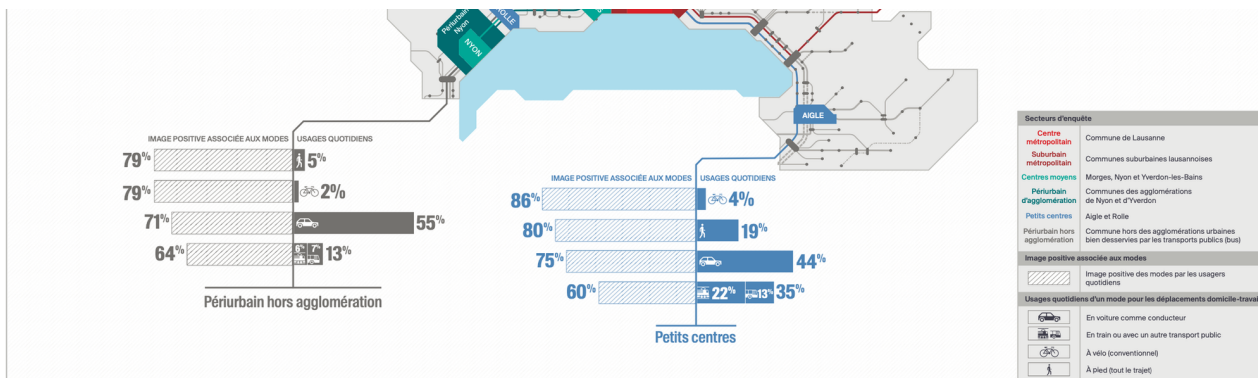 ROLLE
Périurbain
Nyon
NYON
AIGLE
IMAGE POSITIVE ASSOCIÉE AUX MODES USAGES QUOTIDIENS
79% 5%
79% 2%
71% 55%
64% 6% 7% 13%
Périurbain hors agglomération
IMAGE POSITIVE ASSOCIÉE AUX MODES USAGES QUOTIDIENS
86% 4%
80% 19%
75% 44%
60% 22% 13% 35%
Petits centres
Secteurs d'enquête
Centre
métropolitain
Commune de Lausanne
Suburbain
métropolitain
Communes suburbaines lausannoises
Centres moyens Morges, Nyon et Yverdon-les-Bains
Périurbain
d'agglomération
Communes des agglomérations
de Nyon et d'Yverdon
Petits centres Aigle et Rolle
Périurbain hors
agglomération
Commune hors des agglomérations urbaines
bien desservies par les transports publics (bus)
Image positive associée aux modes
Image positive des modes par les usagers
quotidiens
Usages quotidiens d'un mode pour les déplacements domicile-travail
En voiture comme conducteur
En train ou avec un autre transport public
À vélo (conventionnel)
À pied (tout le trajet)